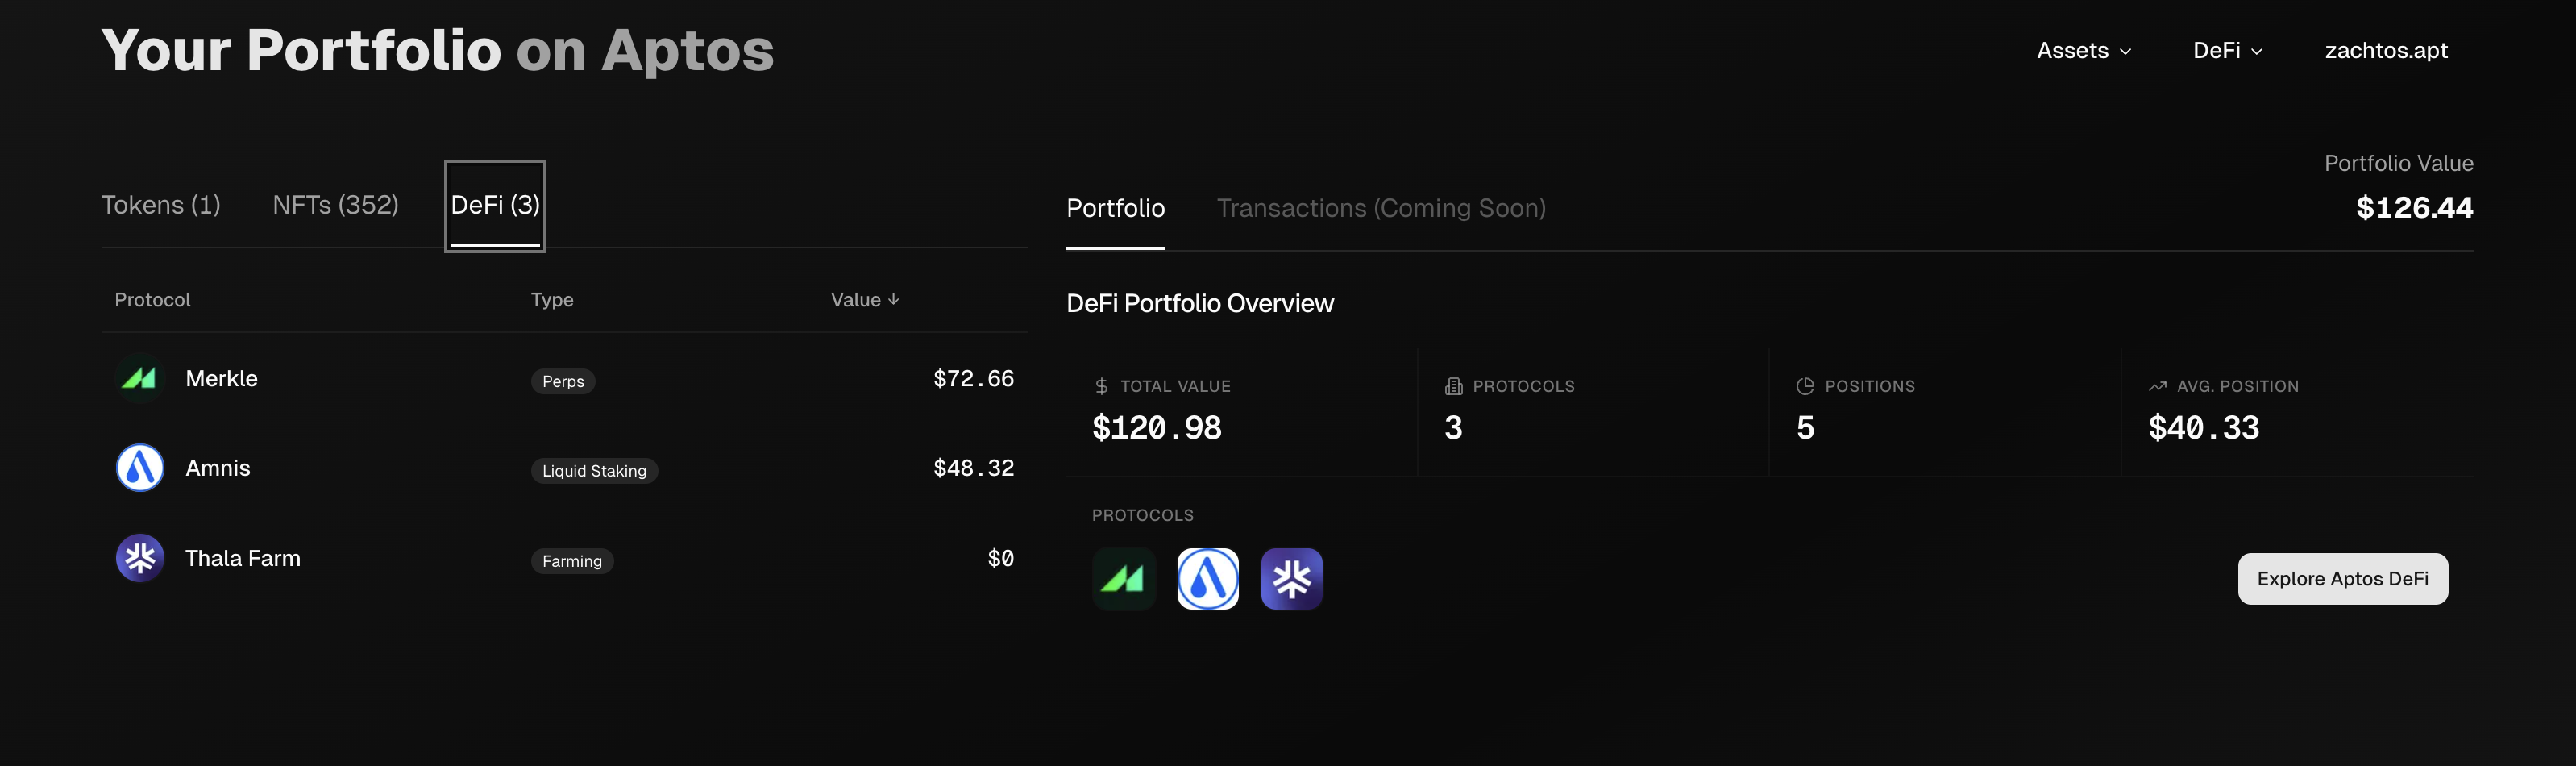 Your Portfolio on Aptos
Assets
DeFi
zachtos.apt
Tokens (1)
NFTs (352)
DeFi (3)
Protocol
Type
Value ↓
Merkle
Perps
$72.66
Amnis
Liquid Staking
$48.32
Thala Farm
Farming
$0
Portfolio
Transactions (Coming Soon)
Portfolio Value
$126.44
DeFi Portfolio Overview
TOTAL VALUE
$120.98
PROTOCOLS
3
POSITIONS
5
AVG. POSITION
$40.33
PROTOCOLS
Explore Aptos DeFi